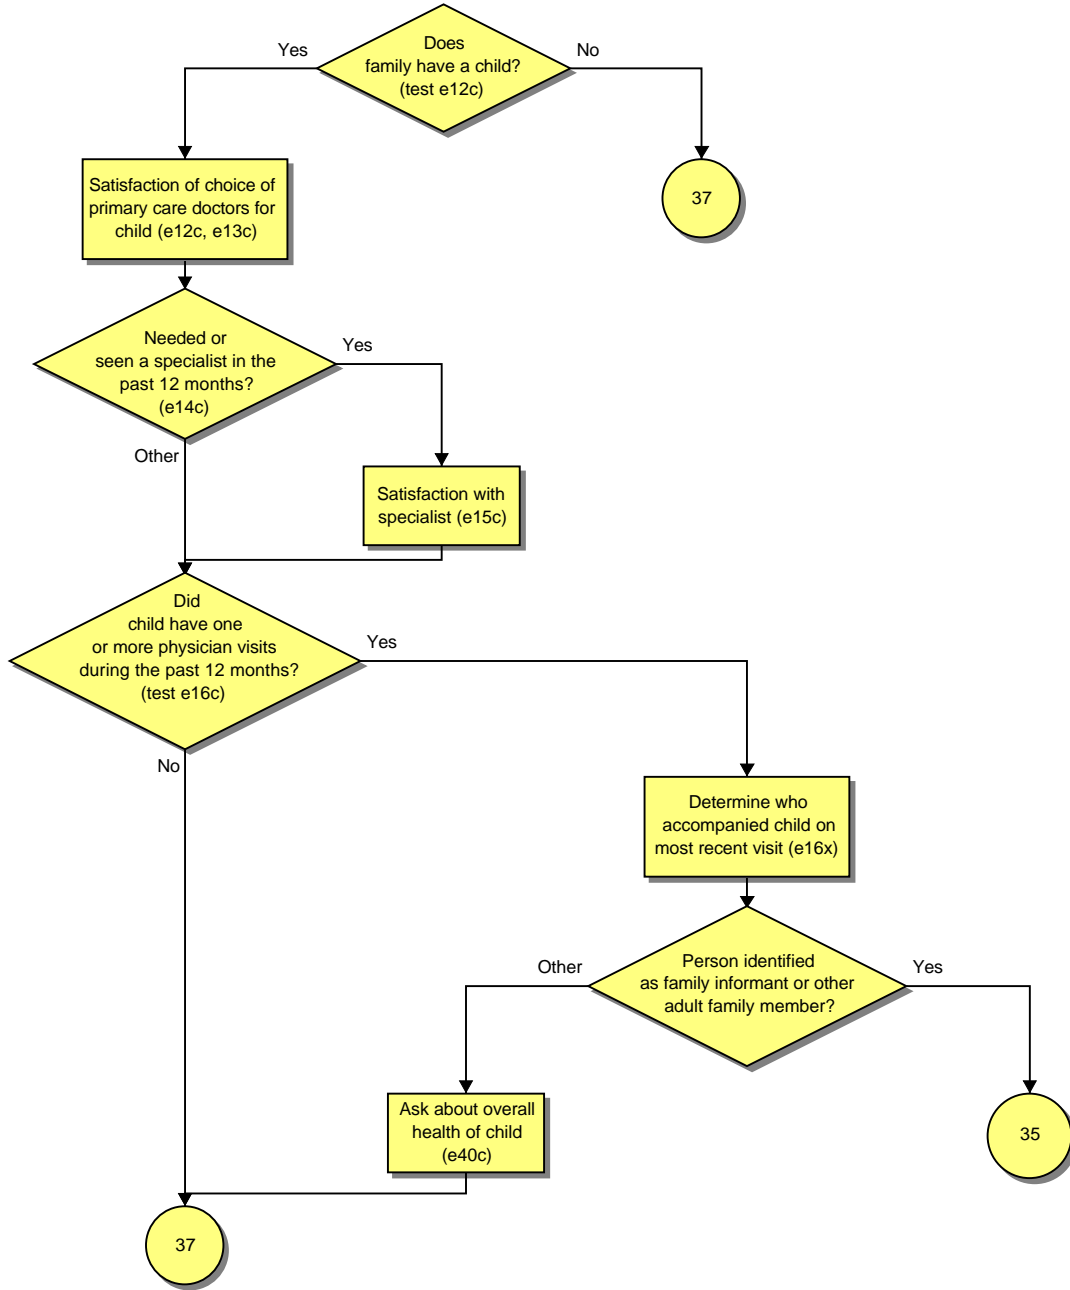 Yes
Does
family have a child?
(test e12c)
No
Satisfaction of choice of
primary care doctors for
child (e12c, e13c)
37
Needed or
seen a specialist in the
past 12 months?
(e14c)
Yes
Other
Satisfaction with
specialist (e15c)
Did
child have one
or more physician visits
during the past 12 months?
(test e16c)
Yes
No
Determine who
accompanied child on
most recent visit (e16x)
Other
Person identified
as family informant or other
adult family member?
Yes
Ask about overall
health of child
(e40c)
35
37